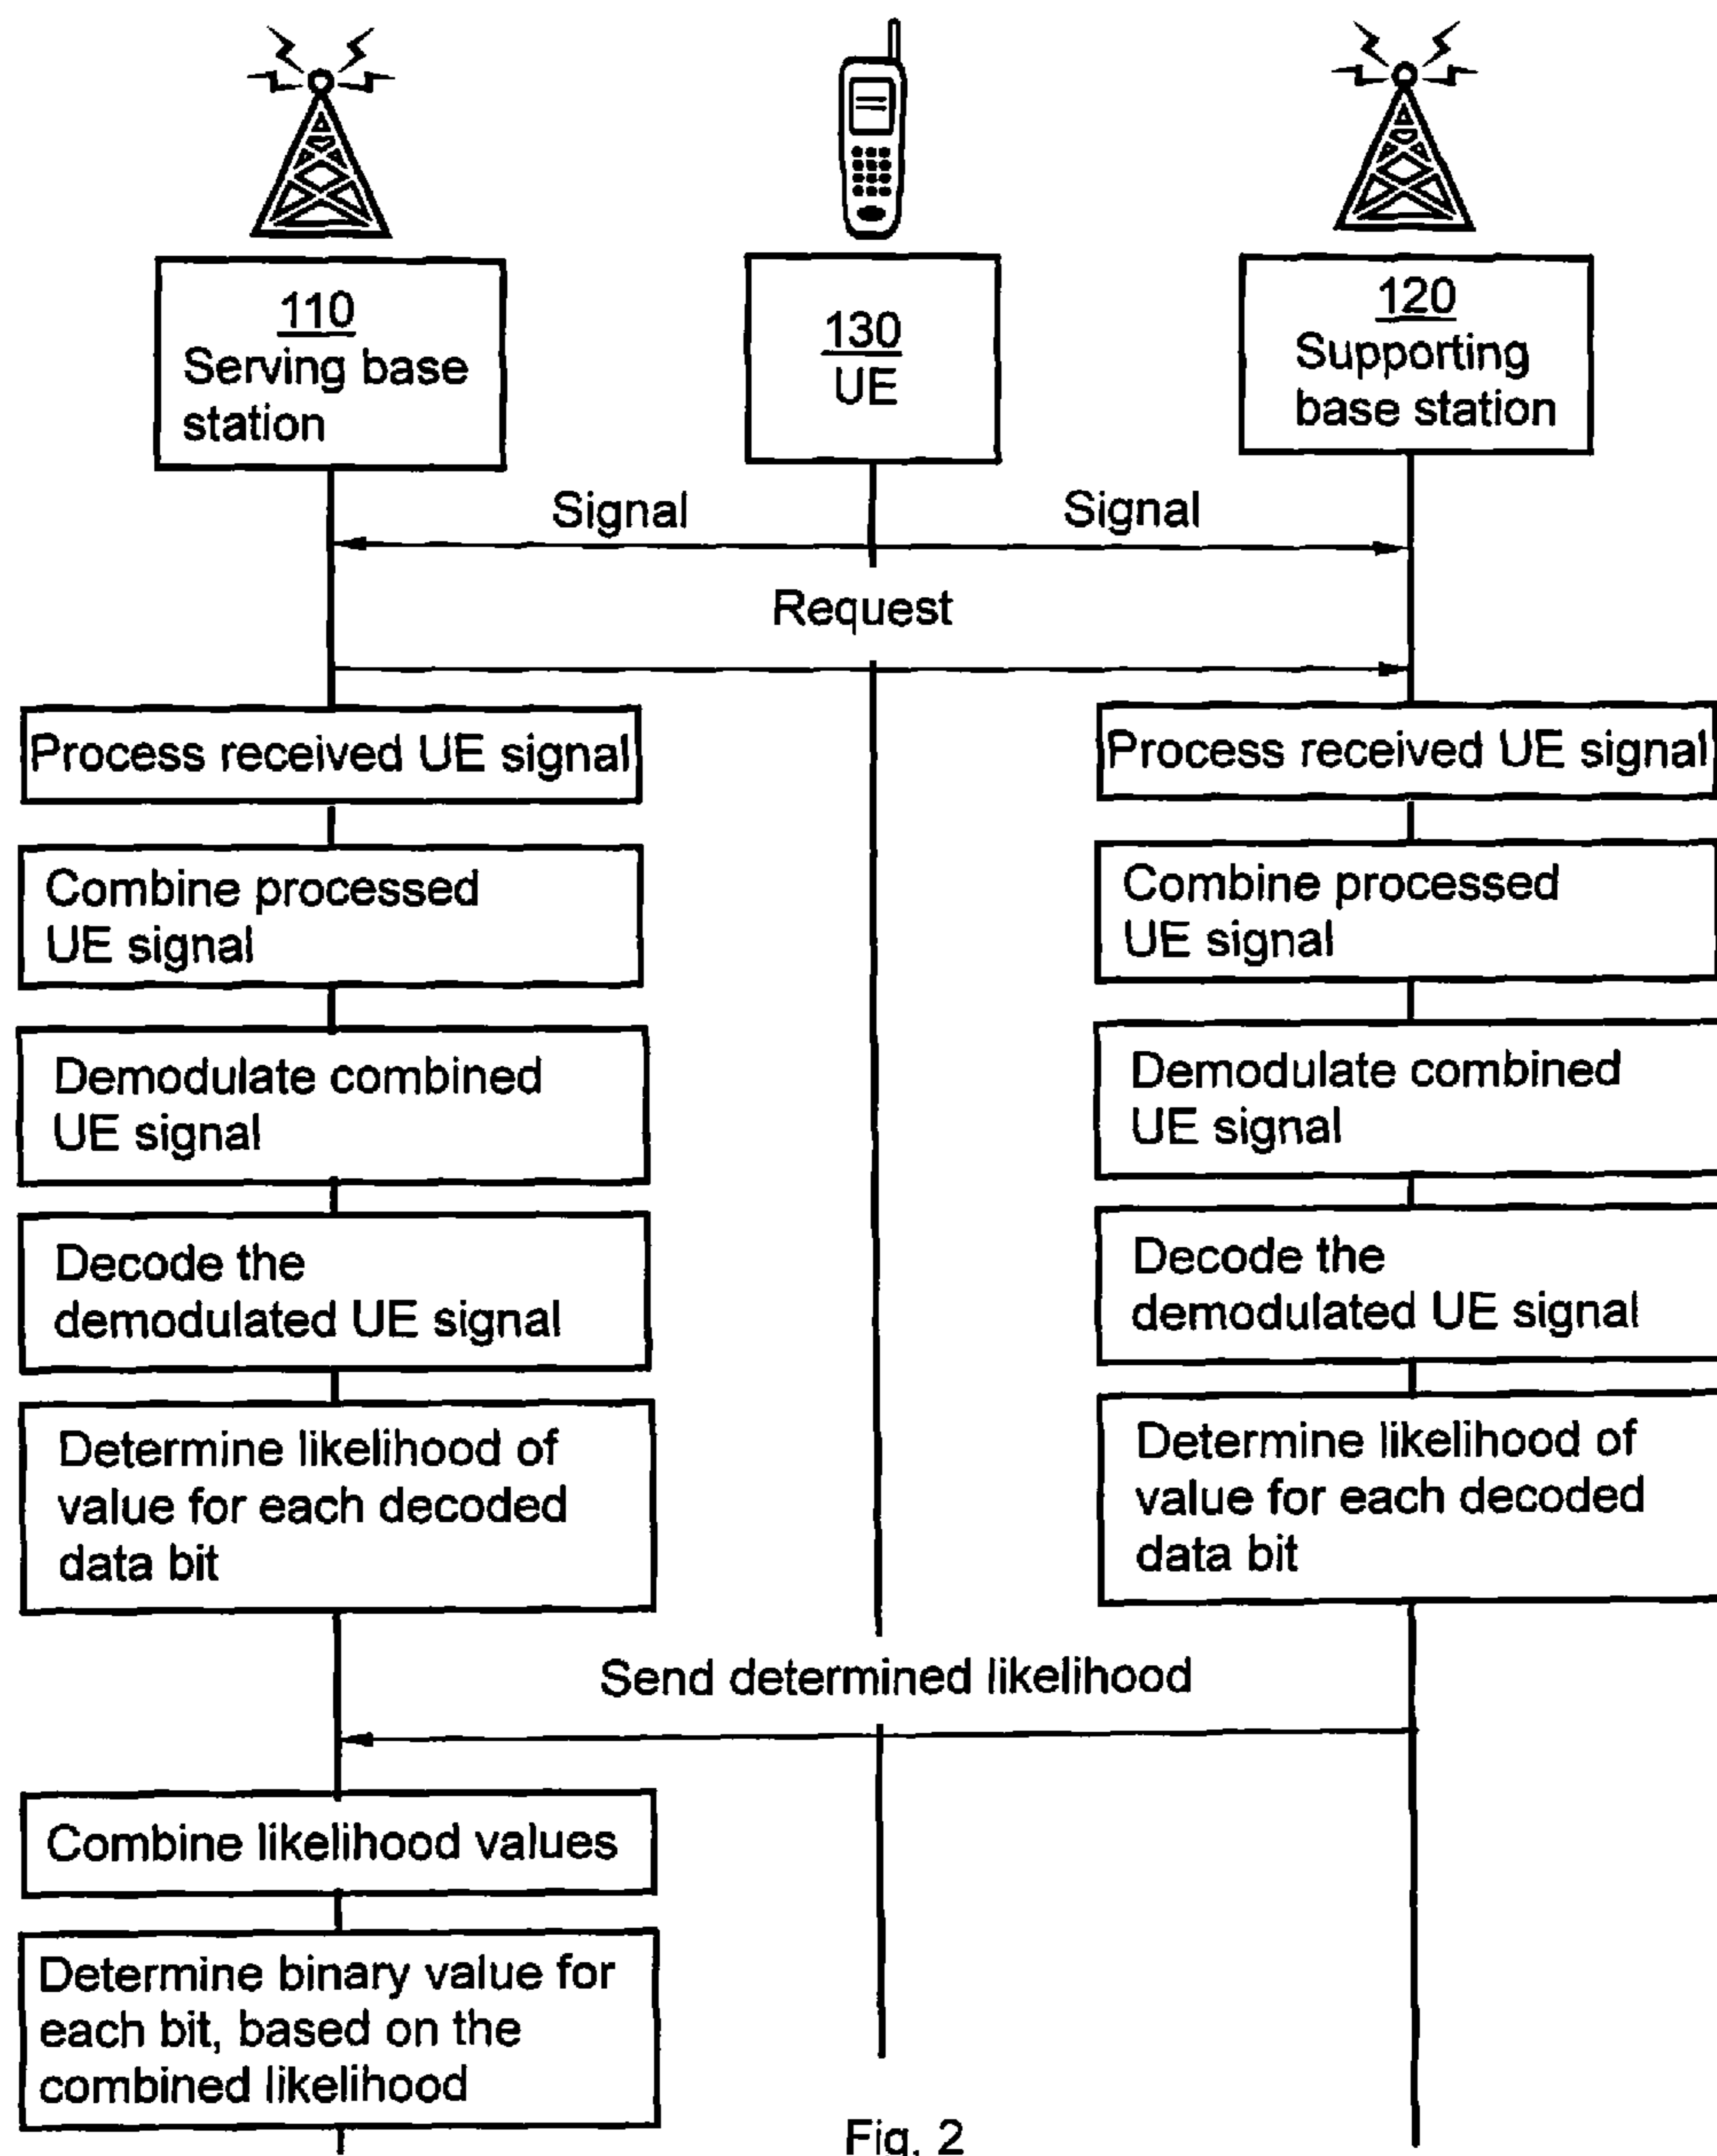 110
Serving base
station
130
UE
120
Supporting
base station
Signal
Signal
Request
Process received UE signal
Process received UE signal
Combine processed
UE signal
Combine processed
UE signal
Demodulate combined
UE signal
Demodulate combined
UE signal
Decode the
demodulated UE signal
Decode the
demodulated UE signal
Determine likelihood of
value for each decoded
data bit
Determine likelihood of
value for each decoded
data bit
Send determined likelihood
Combine likelihood values
Determine binary value for
each bit, based on the
combined likelihood
Fig. 2